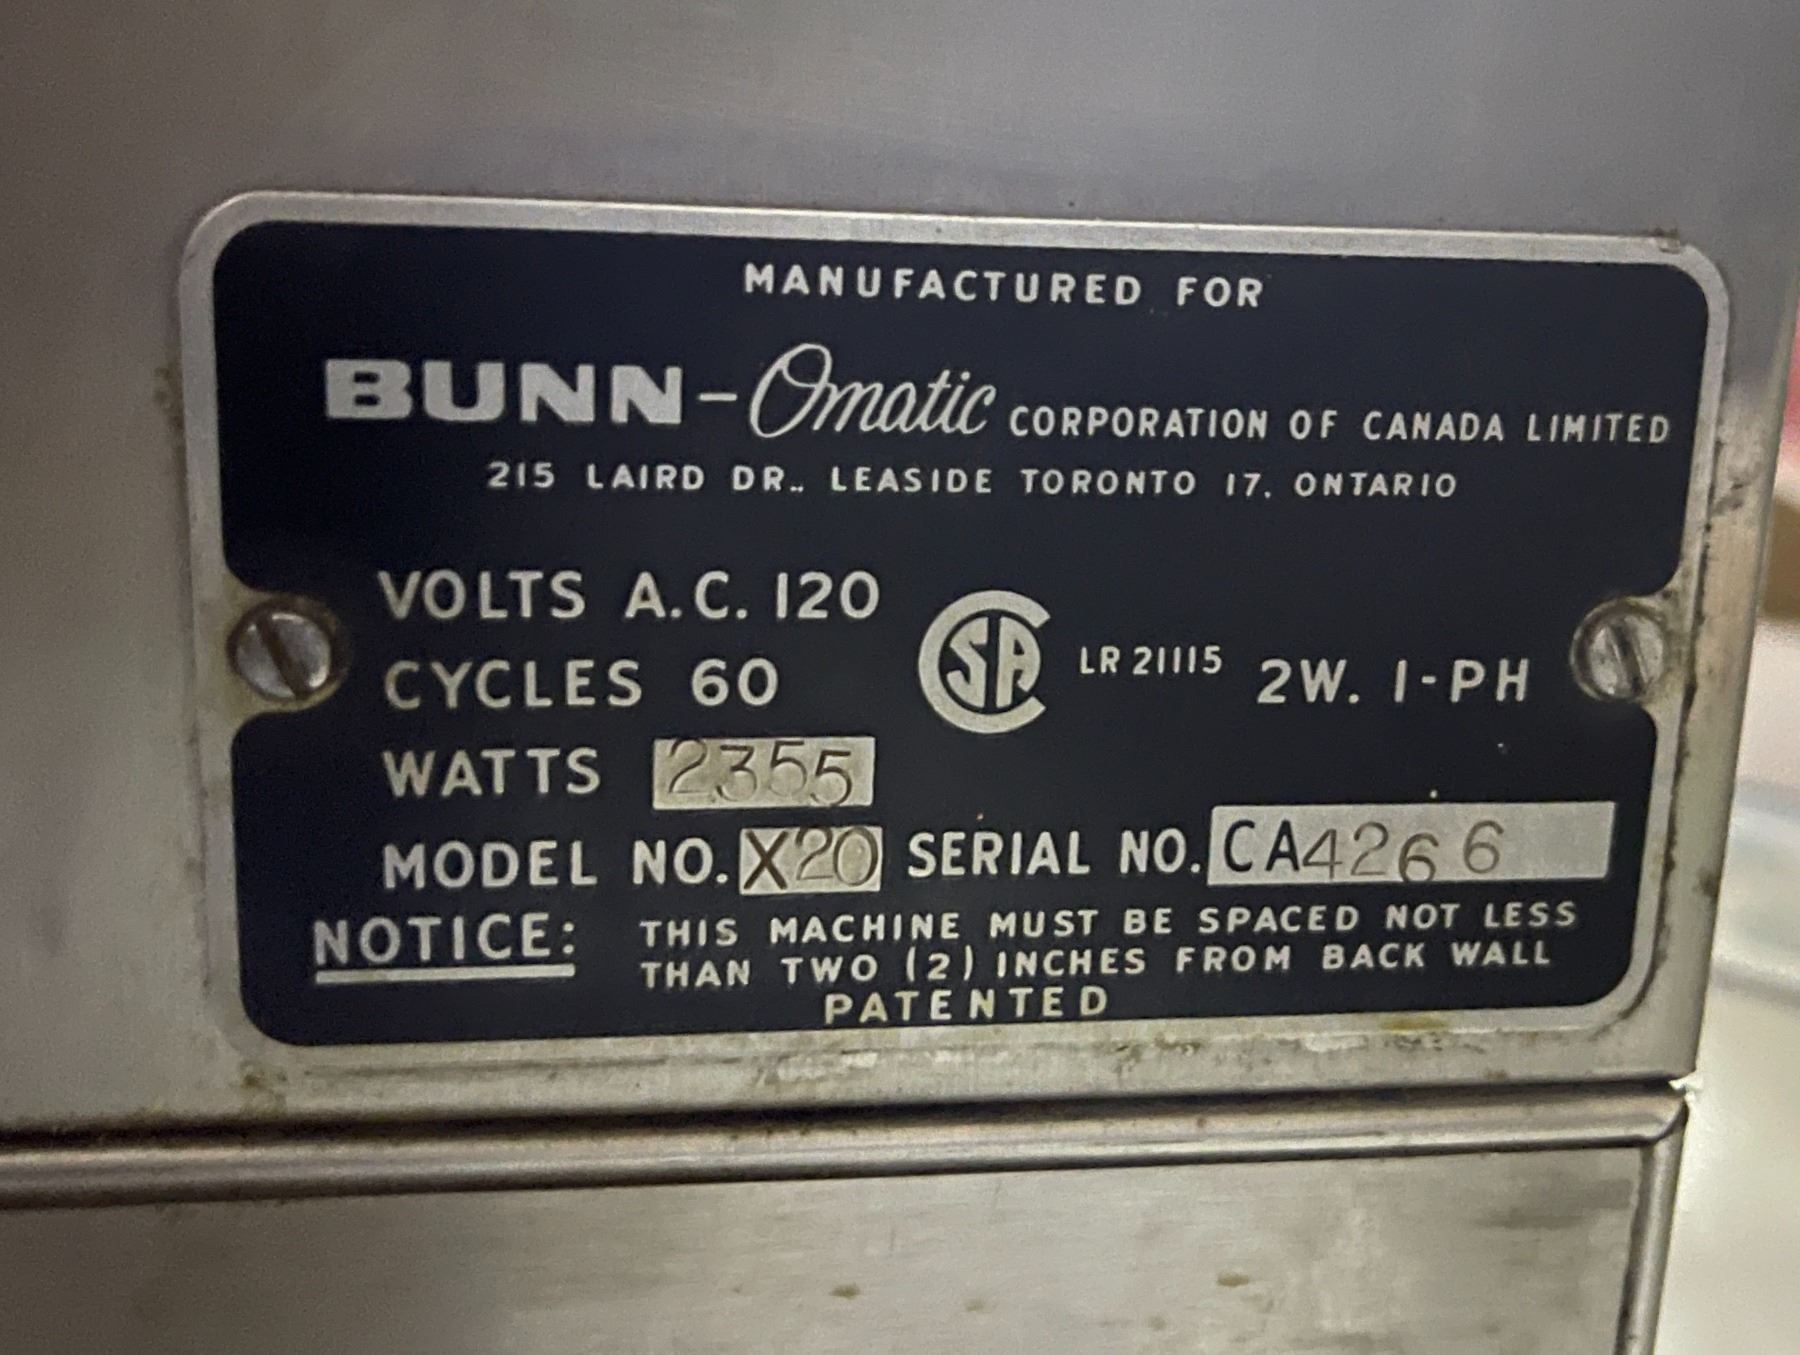 MANUFACTURED FOR
BUNN-Omatic CORPORATION OF CANADA LIMITED
215 LAIRD DR., LEASIDE TORONTO 17, ONTARIO
VOLTS A.C. 120
CYCLES 60
CSA LR 21115 2W. 1-PH
WATTS 2355
MODEL NO. X20 SERIAL NO. CA4266
NOTICE: THIS MACHINE MUST BE SPACED NOT LESS
THAN TWO (2) INCHES FROM BACK WALL
PATENTED